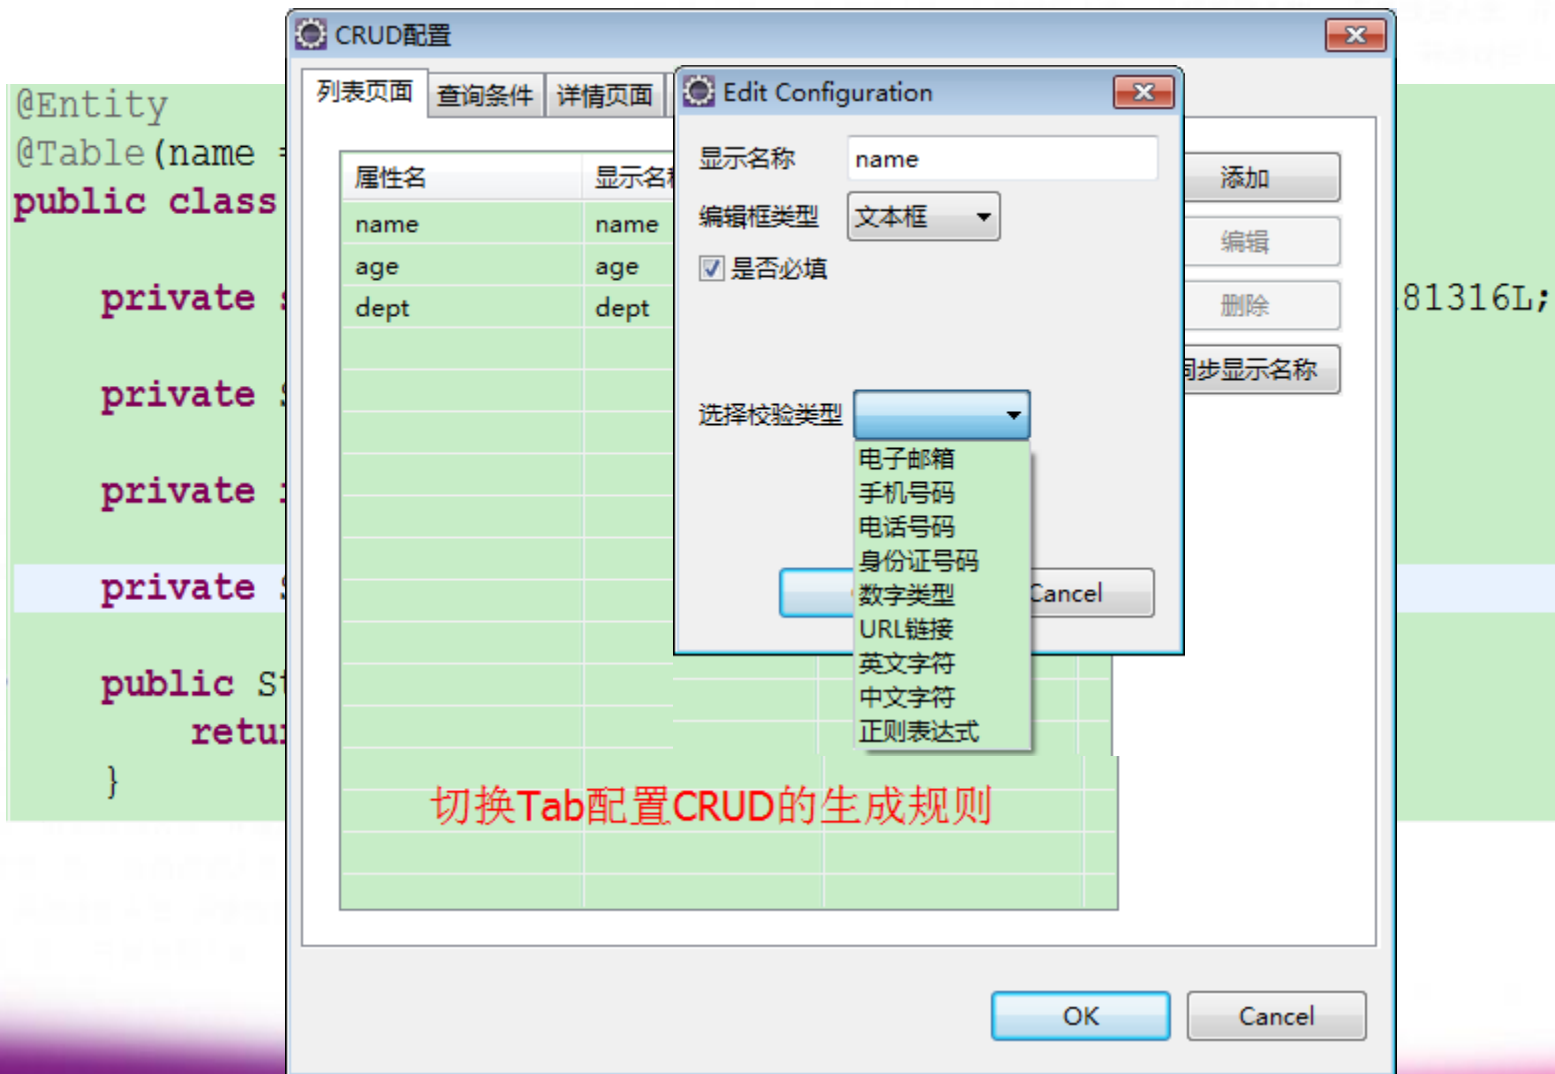 CRUD配置
列表页面 查询条件 详情页面
Edit Configuration
@Entity
@Table(name
public class
private
private
private
private
public
}
属性名 显示名
name name
age age
dept dept
显示名称 name
编辑框类型 文本框
是否必填
选择校验类型
电子邮箱
手机号码
电话号码
身份证号码
数字类型
URL链接
英文字符
中文字符
正则表达式
Cancel
添加
编辑
删除
步显示名称
81316L;
切换Tab配置CRUD的生成规则
OK Cancel